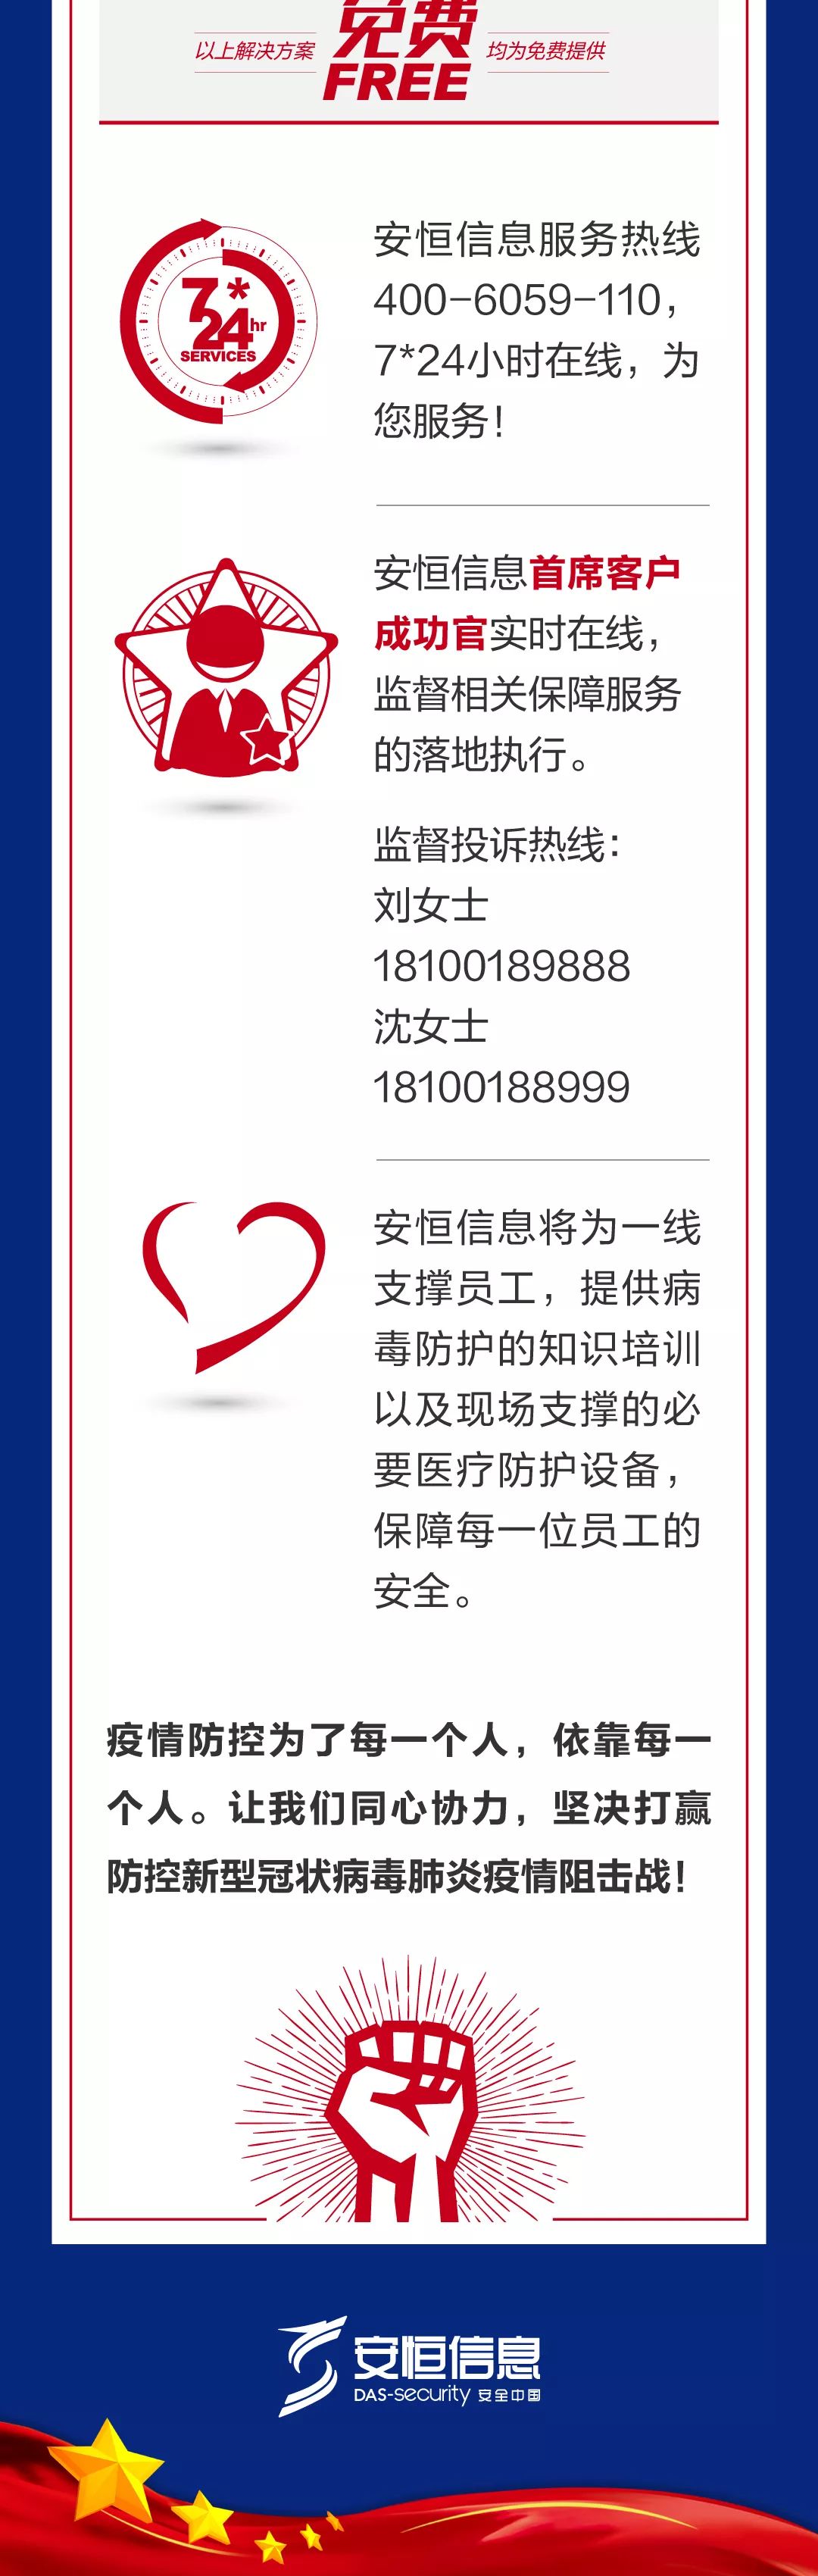 以上解决方案 免费 均为免费提供
FREE
7*
24hr
SERVICES
安恒信息服务热线
400-6059-110，
7*24小时在线，为
您服务！
安恒信息首席客户
成功官实时在线，
监督相关保障服务
的落地执行。
监督投诉热线：
刘女士
18100189888
沈女士
18100188999
安恒信息将为一线
支撑员工，提供病
毒防护的知识培训
以及现场支撑的必
要医疗防护设备，
保障每一位员工的
安全。
疫情防控为了每一个人，依靠每一
个人。让我们同心协力，坚决打赢
防控新型冠状病毒肺炎疫情阻击战！
安恒信息
DAS-security 安全中国